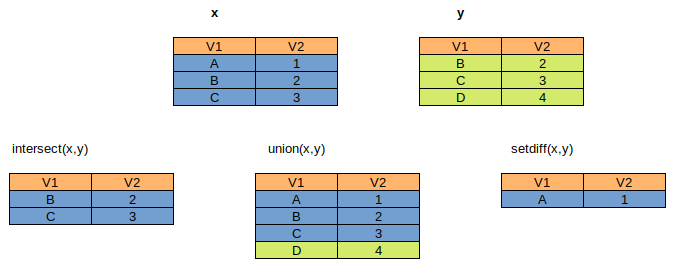 x y
V1 V2 V1 V2
A 1 B 2
B 2 C 3
C 3 D 4
intersect(x,y) union(x,y) setdiff(x,y)
V1 V2 V1 V2 V1 V2
B 2 A 1 A 1
C 3 B 2
C 3
D 4